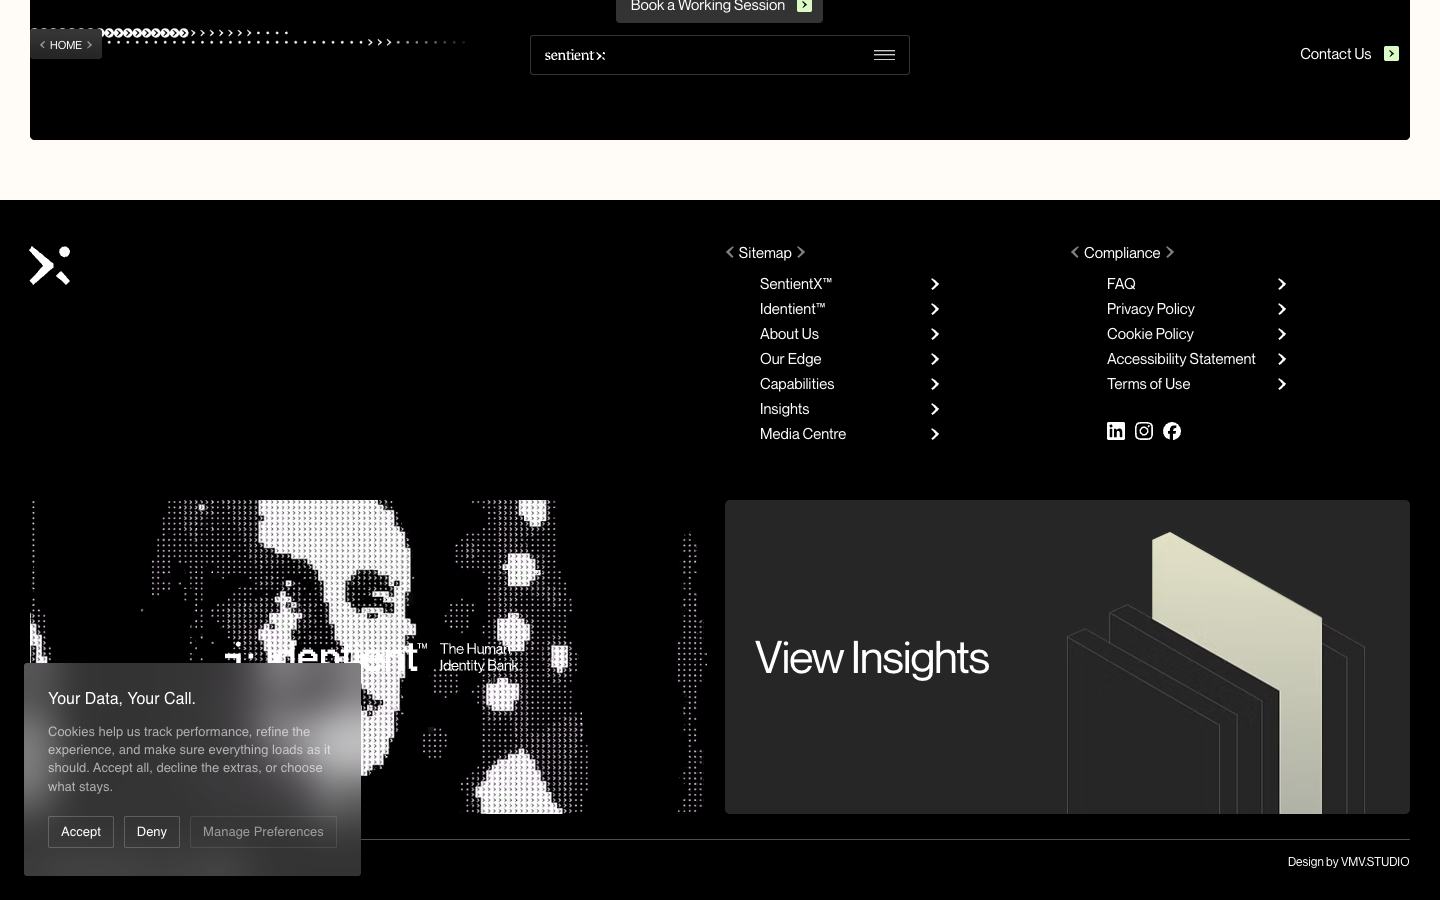 Book a Working Session
HOME
sentient
Contact Us
Sitemap
SentientX™
Identient™
About Us
Our Edge
Capabilities
Insights
Media Centre
Compliance
FAQ
Privacy Policy
Cookie Policy
Accessibility Statement
Terms of Use
The Human
Identity Bank
View Insights
Your Data, Your Call.
Cookies help us track performance, refine the
experience, and make sure everything loads as it
should. Accept all, decline the extras, or choose
what stays.
Accept
Deny
Manage Preferences
Design by VMV.STUDIO